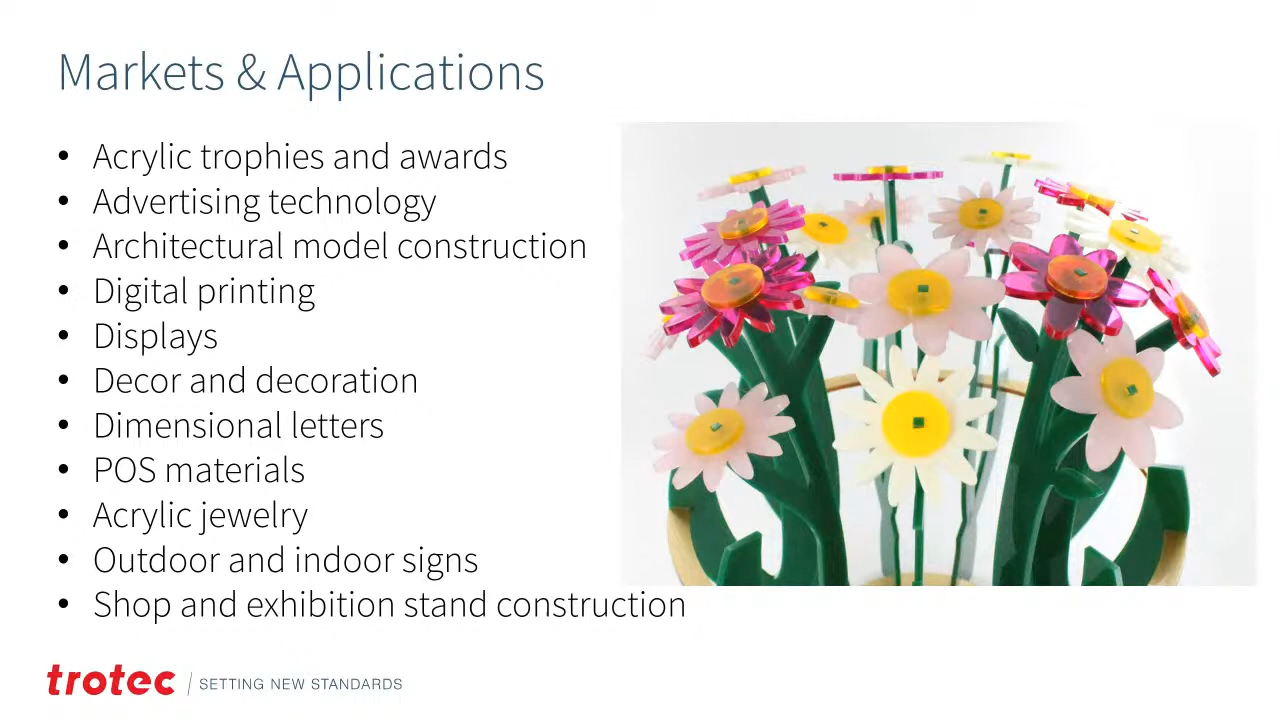 Markets & Applications
• Acrylic trophies and awards
• Advertising technology
• Architectural model construction
• Digital printing
• Displays
• Decor and decoration
• Dimensional letters
• POS materials
• Acrylic jewelry
• Outdoor and indoor signs
• Shop and exhibition stand construction
trotec / SETTING NEW STANDARDS